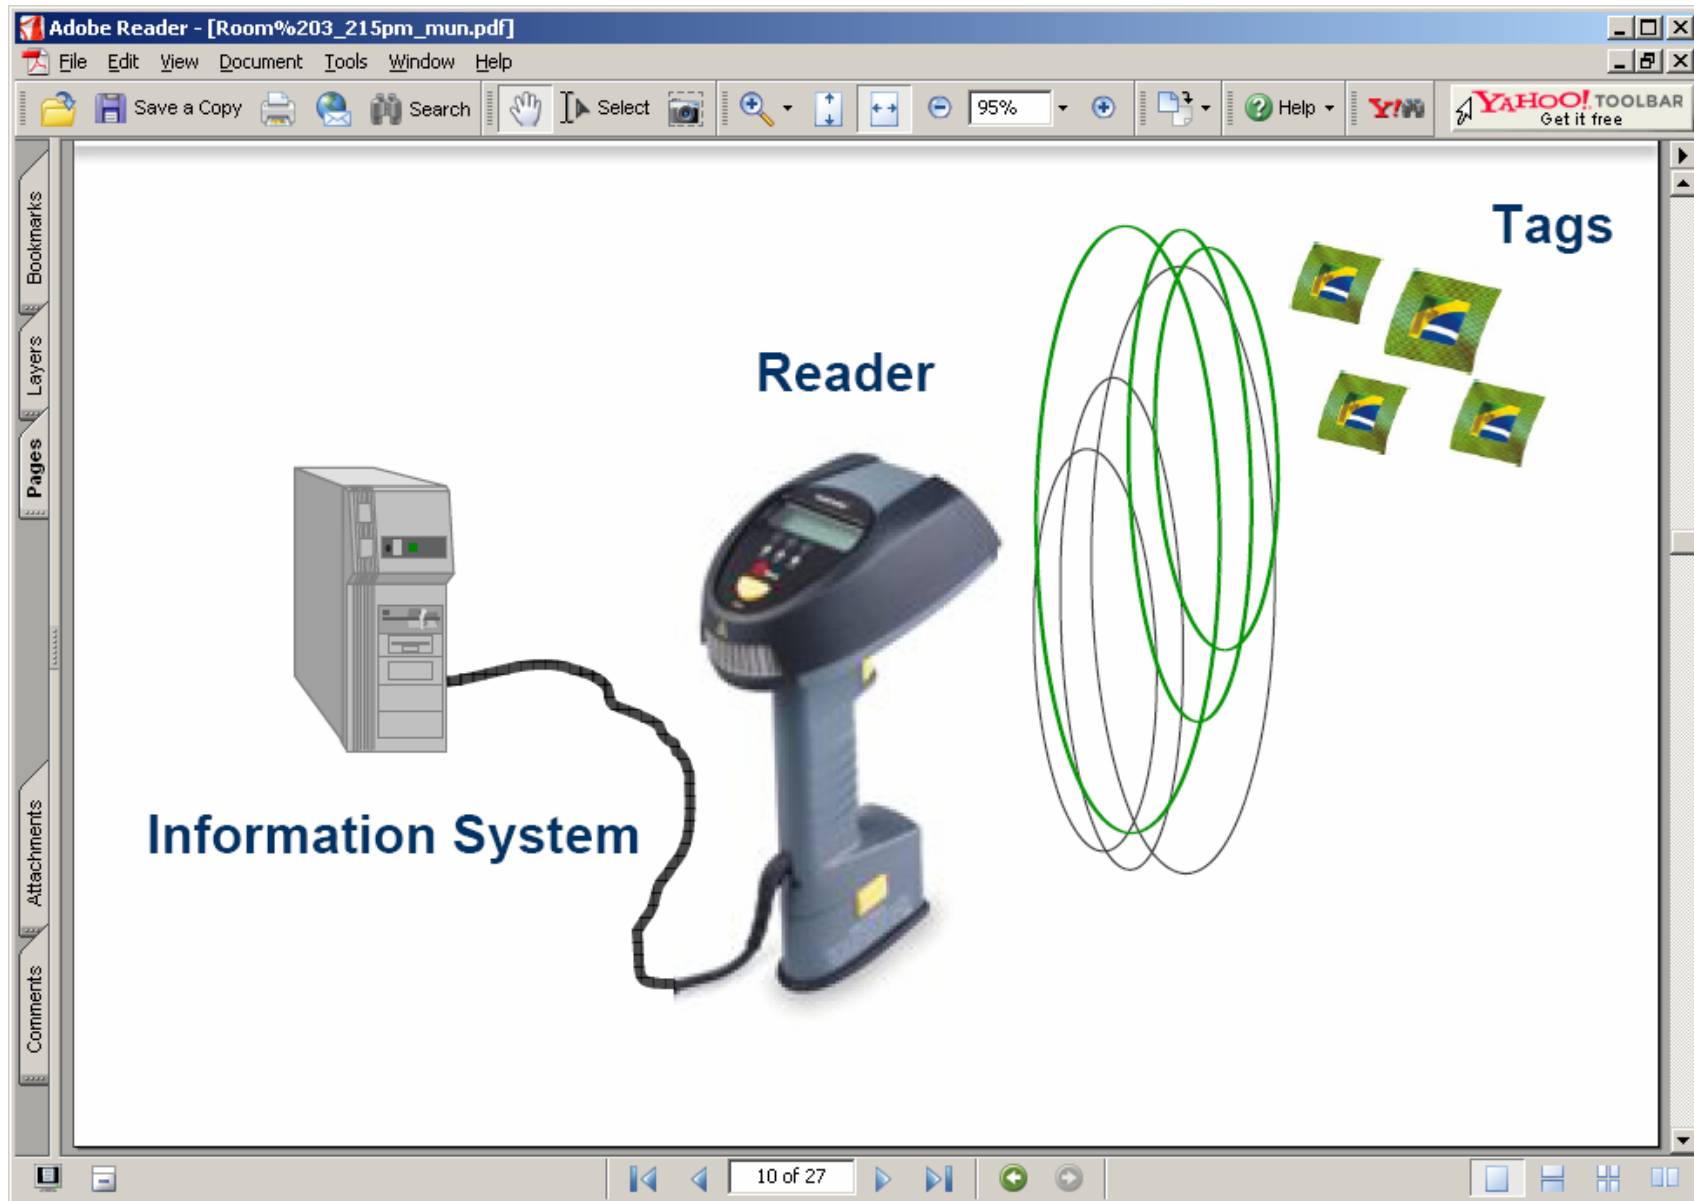 Adobe Reader - [Room%203_215pm_mun.pdf]
File Edit View Document Tools Window Help
Save a Copy Search Select 95% Help Y! YAHOO! TOOLBAR
Get it free
Bookmarks
Layers
Pages
Attachments
Comments
Tags
Reader
Information System
10 of 27